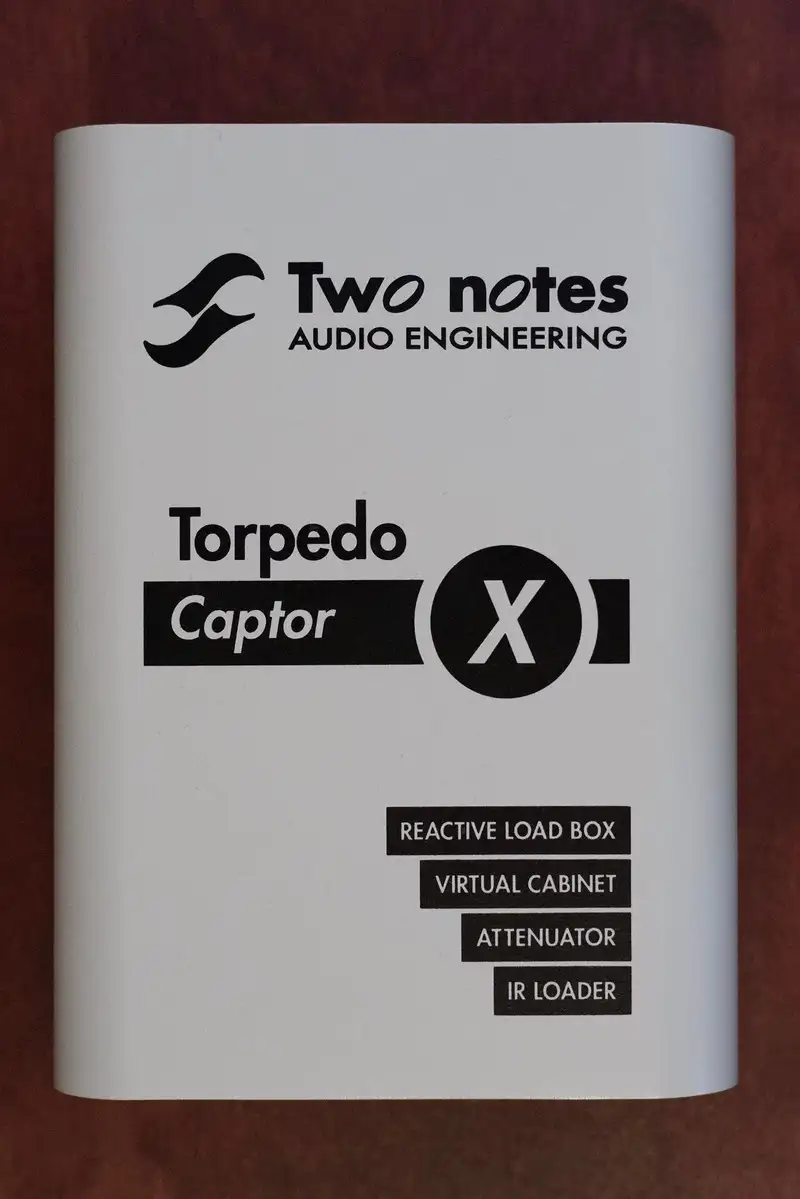 Two notes
AUDIO ENGINEERING
Torpedo
Captor X
REACTIVE LOAD BOX
VIRTUAL CABINET
ATTENUATOR
IR LOADER